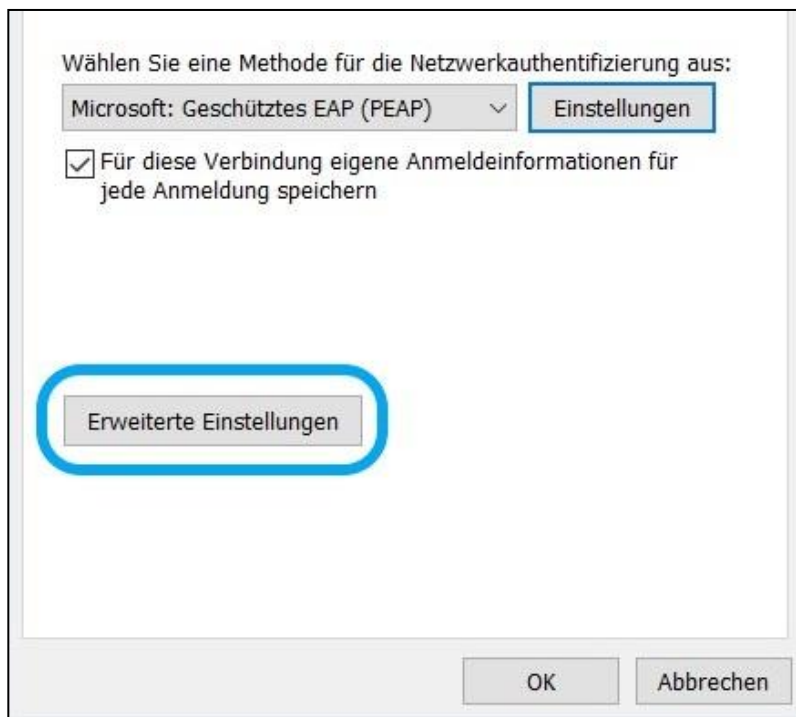 Wählen Sie eine Methode für die Netzwerkauthentifizierung aus:
Microsoft: Geschütztes EAP (PEAP)
Einstellungen
Für diese Verbindung eigene Anmeldeinformationen für
jede Anmeldung speichern
Erweiterte Einstellungen
OK
Abbrechen